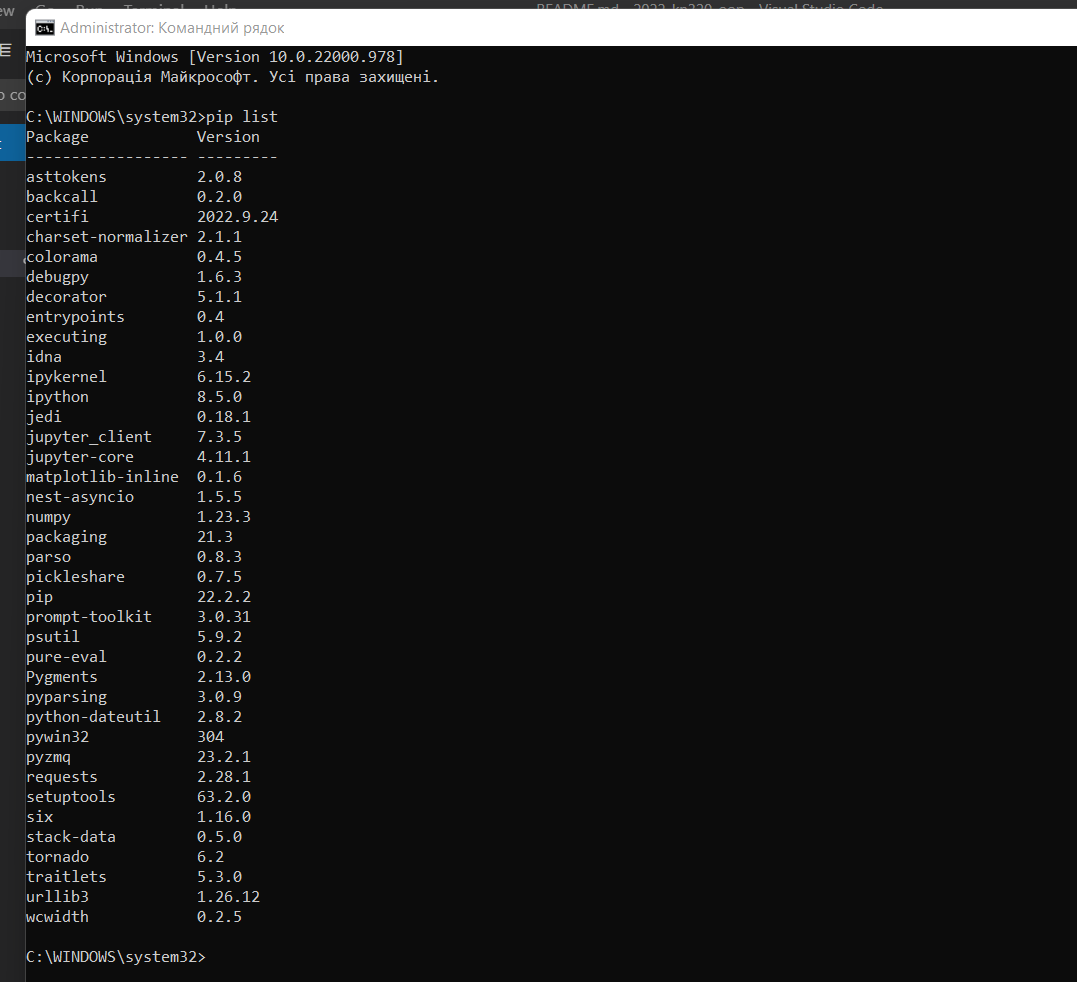 Terminal Help
README.md - 2022-kn220-oop - Visual Studio Code
Administrator: Командний рядок
Microsoft Windows [Version 10.0.22000.978]
(c) Корпорація Майкрософт. Усі права захищені.
C:\WINDOWS\system32>pip list
Package Version
------------------ ---------
asttokens 2.0.8
backcall 0.2.0
certifi 2022.9.24
charset-normalizer 2.1.1
colorama 0.4.5
debugpy 1.6.3
decorator 5.1.1
entrypoints 0.4
executing 1.0.0
idna 3.4
ipykernel 6.15.2
ipython 8.5.0
jedi 0.18.1
jupyter_client 7.3.5
jupyter-core 4.11.1
matplotlib-inline 0.1.6
nest-asyncio 1.5.5
numpy 1.23.3
packaging 21.3
parso 0.8.3
pickleshare 0.7.5
pip 22.2.2
prompt-toolkit 3.0.31
psutil 5.9.2
pure-eval 0.2.2
Pygments 2.13.0
pyparsing 3.0.9
python-dateutil 2.8.2
pywin32 304
pyzmq 23.2.1
requests 2.28.1
setuptools 63.2.0
six 1.16.0
stack-data 0.5.0
tornado 6.2
traitlets 5.3.0
urllib3 1.26.12
wcwidth 0.2.5
C:\WINDOWS\system32>